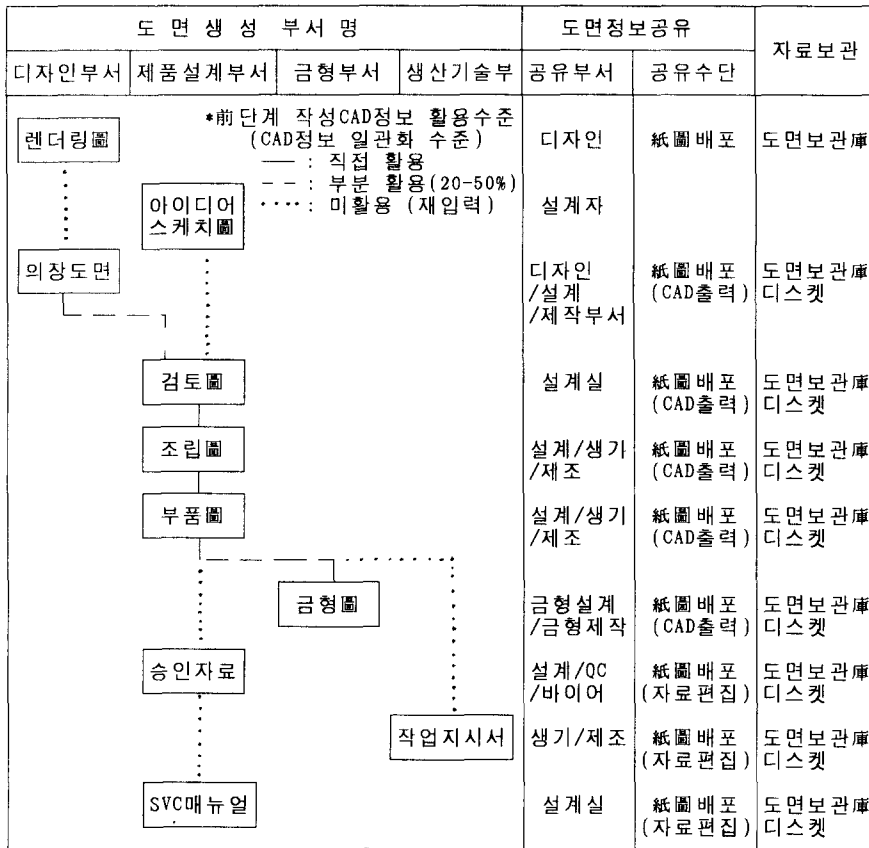 도 면 생 성 부 서 명 도면정보공유 자료보관
디자인부서 제품설계부서 금형부서 생산기술부 공유부서 공유수단
*前단계 작성CAD정보 활용수준
(CAD정보 일관화 수준)
── : 직접 활용
- - : 부분 활용(20-50%)
···· : 미활용 (재입력)
렌더링圖 디자인 紙圖배포 도면보관庫
아이디어
스케치圖
설계자
의장도면
디자인
/설계
/제작부서
紙圖배포
(CAD출력)
도면보관庫
디스켓
검토圖 설계실 紙圖배포 도면보관庫
(CAD출력) 디스켓
조립圖 설계/생기 紙圖배포 도면보관庫
/제조 (CAD출력) 디스켓
부품圖 설계/생기 紙圖배포 도면보관庫
/제조 (CAD출력) 디스켓
금형圖 금형설계 紙圖배포 도면보관庫
/금형제작 (CAD출력) 디스켓
승인자료 설계/QC 紙圖배포 도면보관庫
/바이어 (자료편집) 디스켓
작업지시서 생기/제조 紙圖배포 도면보관庫
(자료편집) 디스켓
SVC매뉴얼 설계실 紙圖배포 도면보관庫
(자료편집) 디스켓